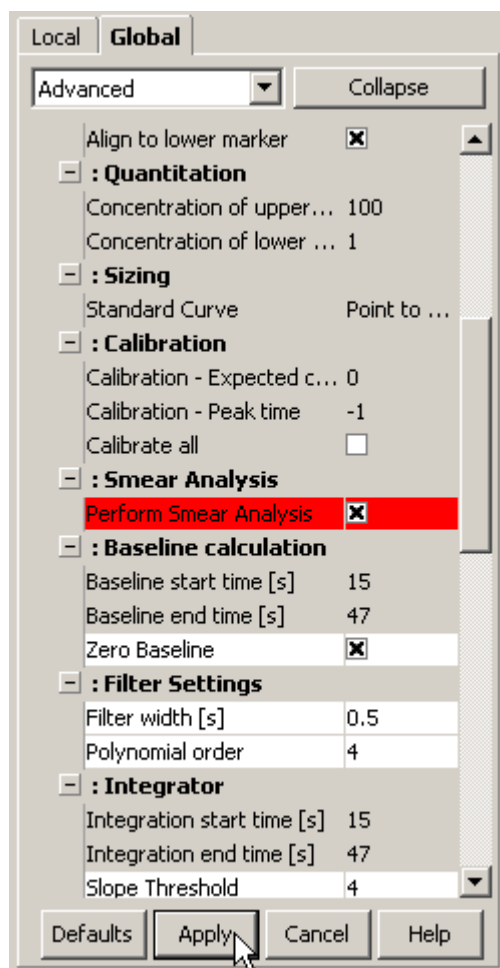 Local Global
Advanced Collapse
Align to lower marker
: Quantitation
Concentration of upper... 100
Concentration of lower ... 1
: Sizing
Standard Curve Point to ...
: Calibration
Calibration - Expected c... 0
Calibration - Peak time -1
Calibrate all
: Smear Analysis
Perform Smear Analysis
: Baseline calculation
Baseline start time [s] 15
Baseline end time [s] 47
Zero Baseline
: Filter Settings
Filter width [s] 0.5
Polynomial order 4
: Integrator
Integration start time [s] 15
Integration end time [s] 47
Slope Threshold 4
Defaults Apply Cancel Help